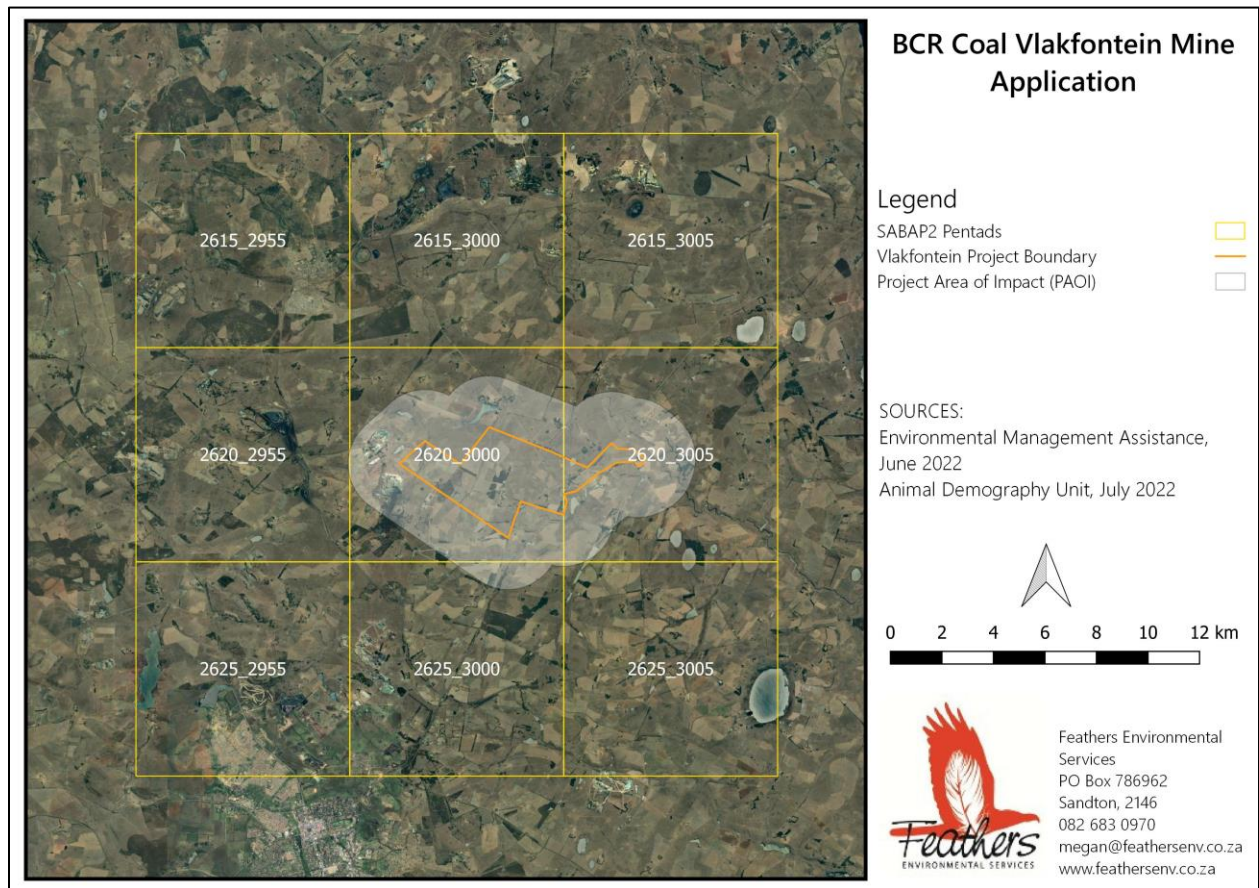 BCR Coal Vlakfontein Mine
Application
Legend
SABAP2 Pentads
Vlakfontein Project Boundary
Project Area of Impact (PAOI)
SOURCES:
Environmental Management Assistance,
June 2022
Animal Demography Unit, July 2022
0 2 4 6 8 10 12 km
Feathers
ENVIRONMENTAL SERVICES
Feathers Environmental
Services
PO Box 786962
Sandton, 2146
082 683 0970
megan@feathersenv.co.za
www.feathersenv.co.za
2615_2955 2615_3000 2615_3005
2620_2955 2620_3000 2620_3005
2625_2955 2625_3000 2625_3005